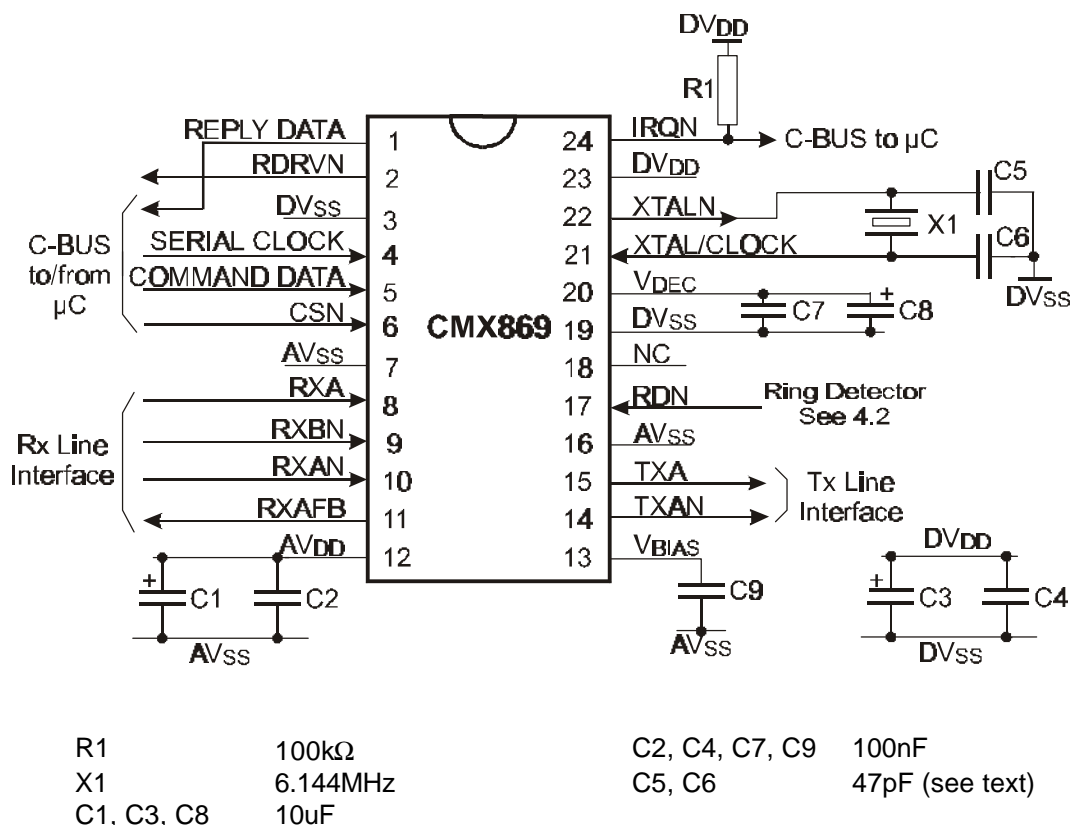 DVDD
R1
REPLY DATA 1
RDRVN 2
DVSS 3
SERIAL CLOCK 4
COMMAND DATA 5
CSN 6
AVSS 7
RXA 8
RXBN 9
RXAN 10
RXAFB 11
AVDD 12
C-BUS
to/from
µC
Rx Line
Interface
CMX869
24 IRQN
C-BUS to µC
23 DVDD
22 XTALN
21 XTAL/CLOCK
20 VDEC
19 DVSS
18 NC
17 RDN
16 AVSS
15 TXA
14 TXAN
13 VBIAS
C5
X1
C6
DVSS
C7
+ C8
Ring Detector
See 4.2
Tx Line
Interface
+ C1 C2
AVSS
C9
AVSS
DVDD
+ C3 C4
DVSS
R1 100kΩ C2, C4, C7, C9 100nF
X1 6.144MHz C5, C6 47pF (see text)
C1, C3, C8 10uF